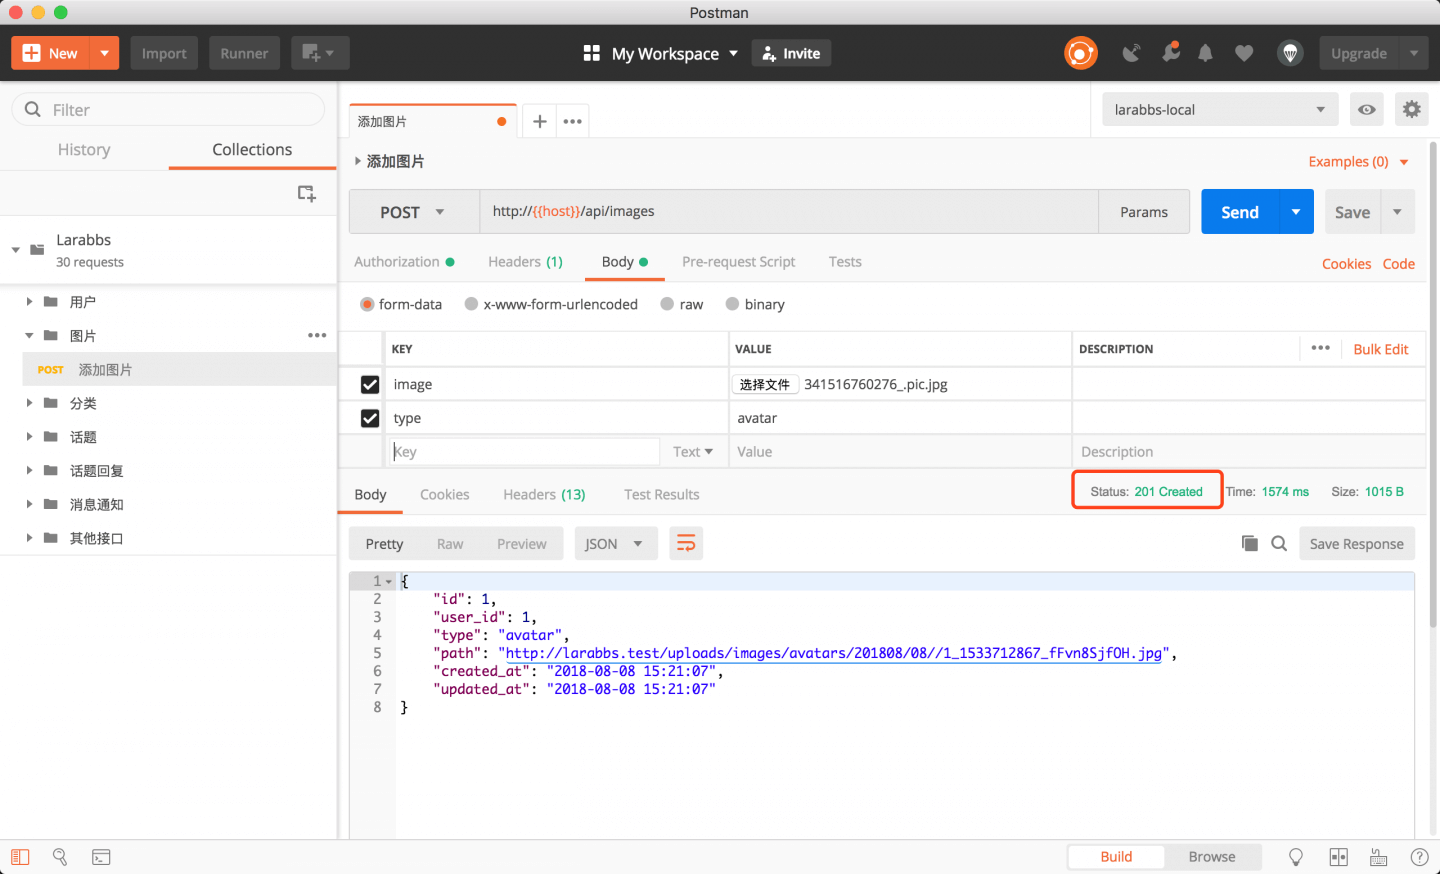 Postman
New Import Runner My Workspace Invite Upgrade
Filter
History Collections
Larabbs
30 requests
用户
图片
POST 添加图片
分类
话题
话题回复
消息通知
其他接口
添加图片 larabbs-local
添加图片 Examples (0)
POST http://{{host}}/api/images Params Send Save
Authorization Headers (1) Body Pre-request Script Tests Cookies Code
form-data x-www-form-urlencoded raw binary
KEY VALUE DESCRIPTION Bulk Edit
image 选择文件 341516760276_.pic.jpg
type avatar
Key Text Value Description
Body Cookies Headers (13) Test Results Status: 201 Created Time: 1574 ms Size: 1015 B
Pretty Raw Preview JSON Save Response
1 {
2 "id": 1,
3 "user_id": 1,
4 "type": "avatar",
5 "path": "http://larabbs.test/uploads/images/avatars/201808/08//1_1533712867_fFvn8SjfOH.jpg",
6 "created_at": "2018-08-08 15:21:07",
7 "updated_at": "2018-08-08 15:21:07"
8 }
Build Browse